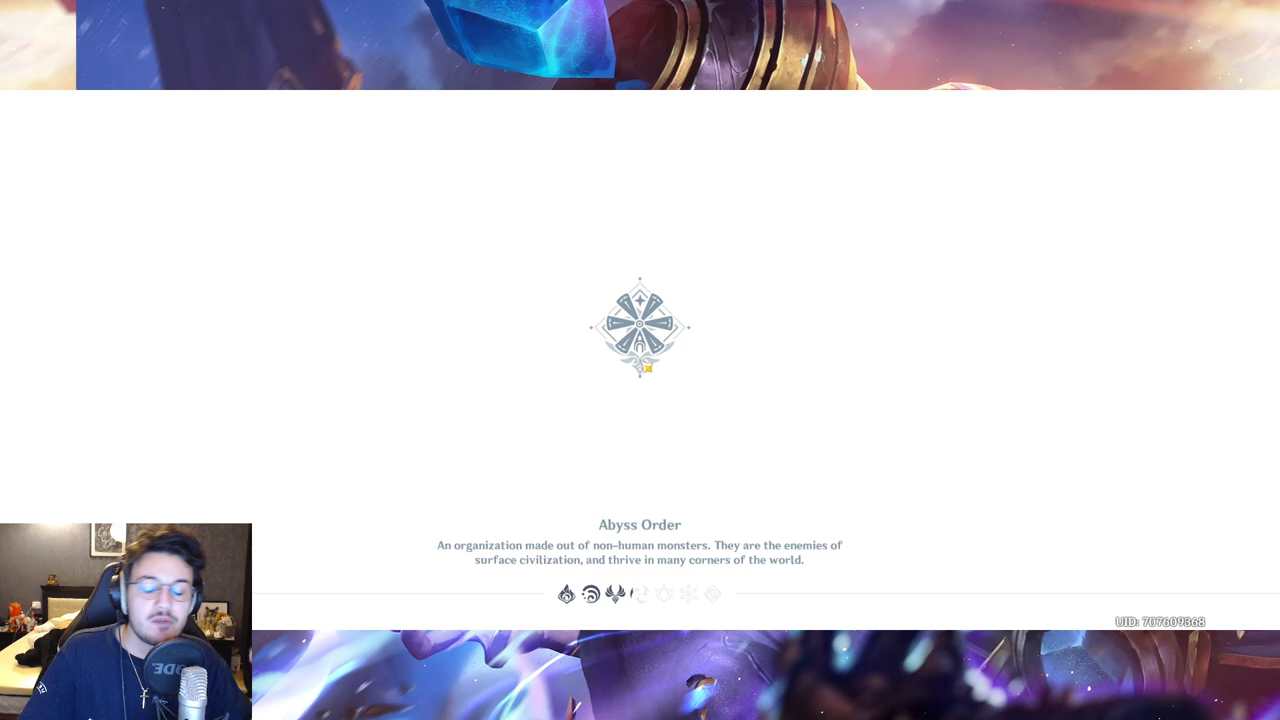 Abyss Order
An organization made out of non-human monsters. They are the enemies of
surface civilization, and thrive in many corners of the world.
UID: 707609368